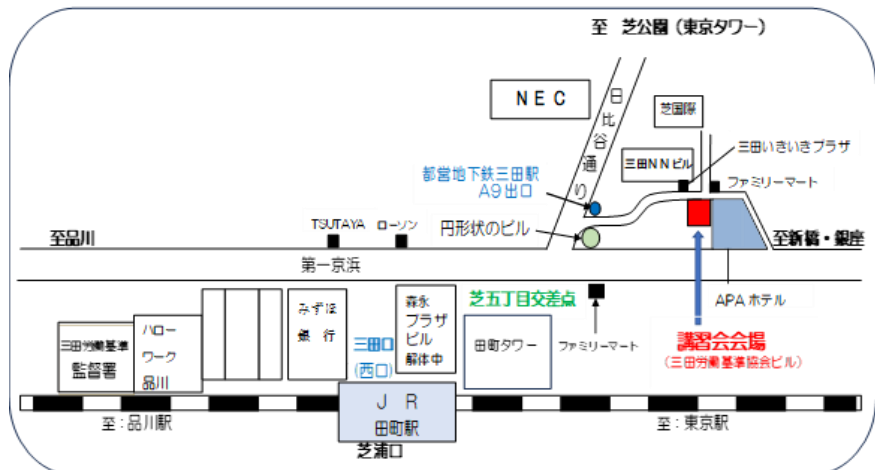 至 芝公園（東京タワー）
NEC
日比谷通り
芝国際
三田いきいきプラザ
三田NNビル
ファミリーマート
都営地下鉄三田駅
A9出口
円形状のビル
TSUTAYA
ローソン
至品川
至新橋・銀座
第一京浜
APAホテル
芝五丁目交差点
みずほ
銀行
森永
プラザ
ビル
解体中
三田口
(西口)
田町タワー
ファミリーマート
講習会会場
（三田労働基準協会ビル）
三田労働基準
監督署
ハロー
ワーク
品川
JR
田町駅
至：品川駅
至：東京駅
芝浦口